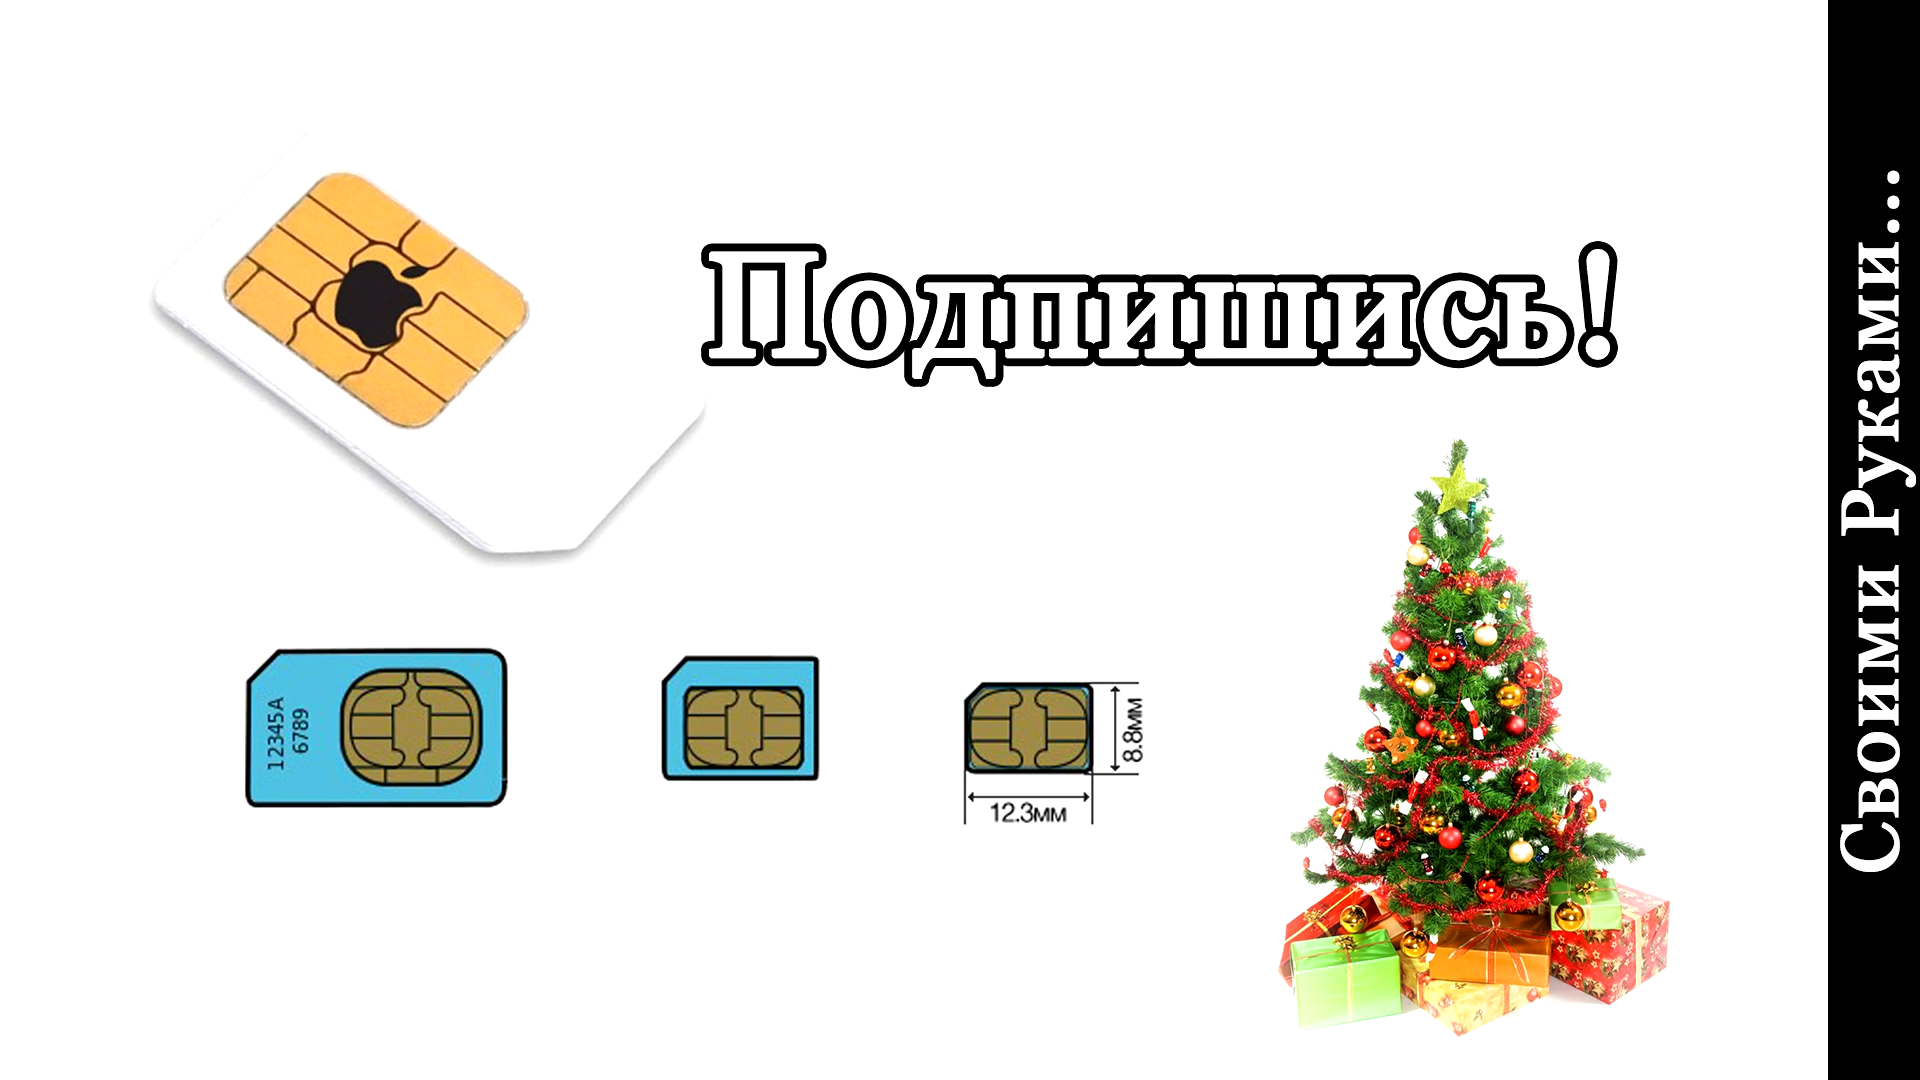 Подпишись!
12345A
6789
8.8мм
12.3мм
Своими Руками...